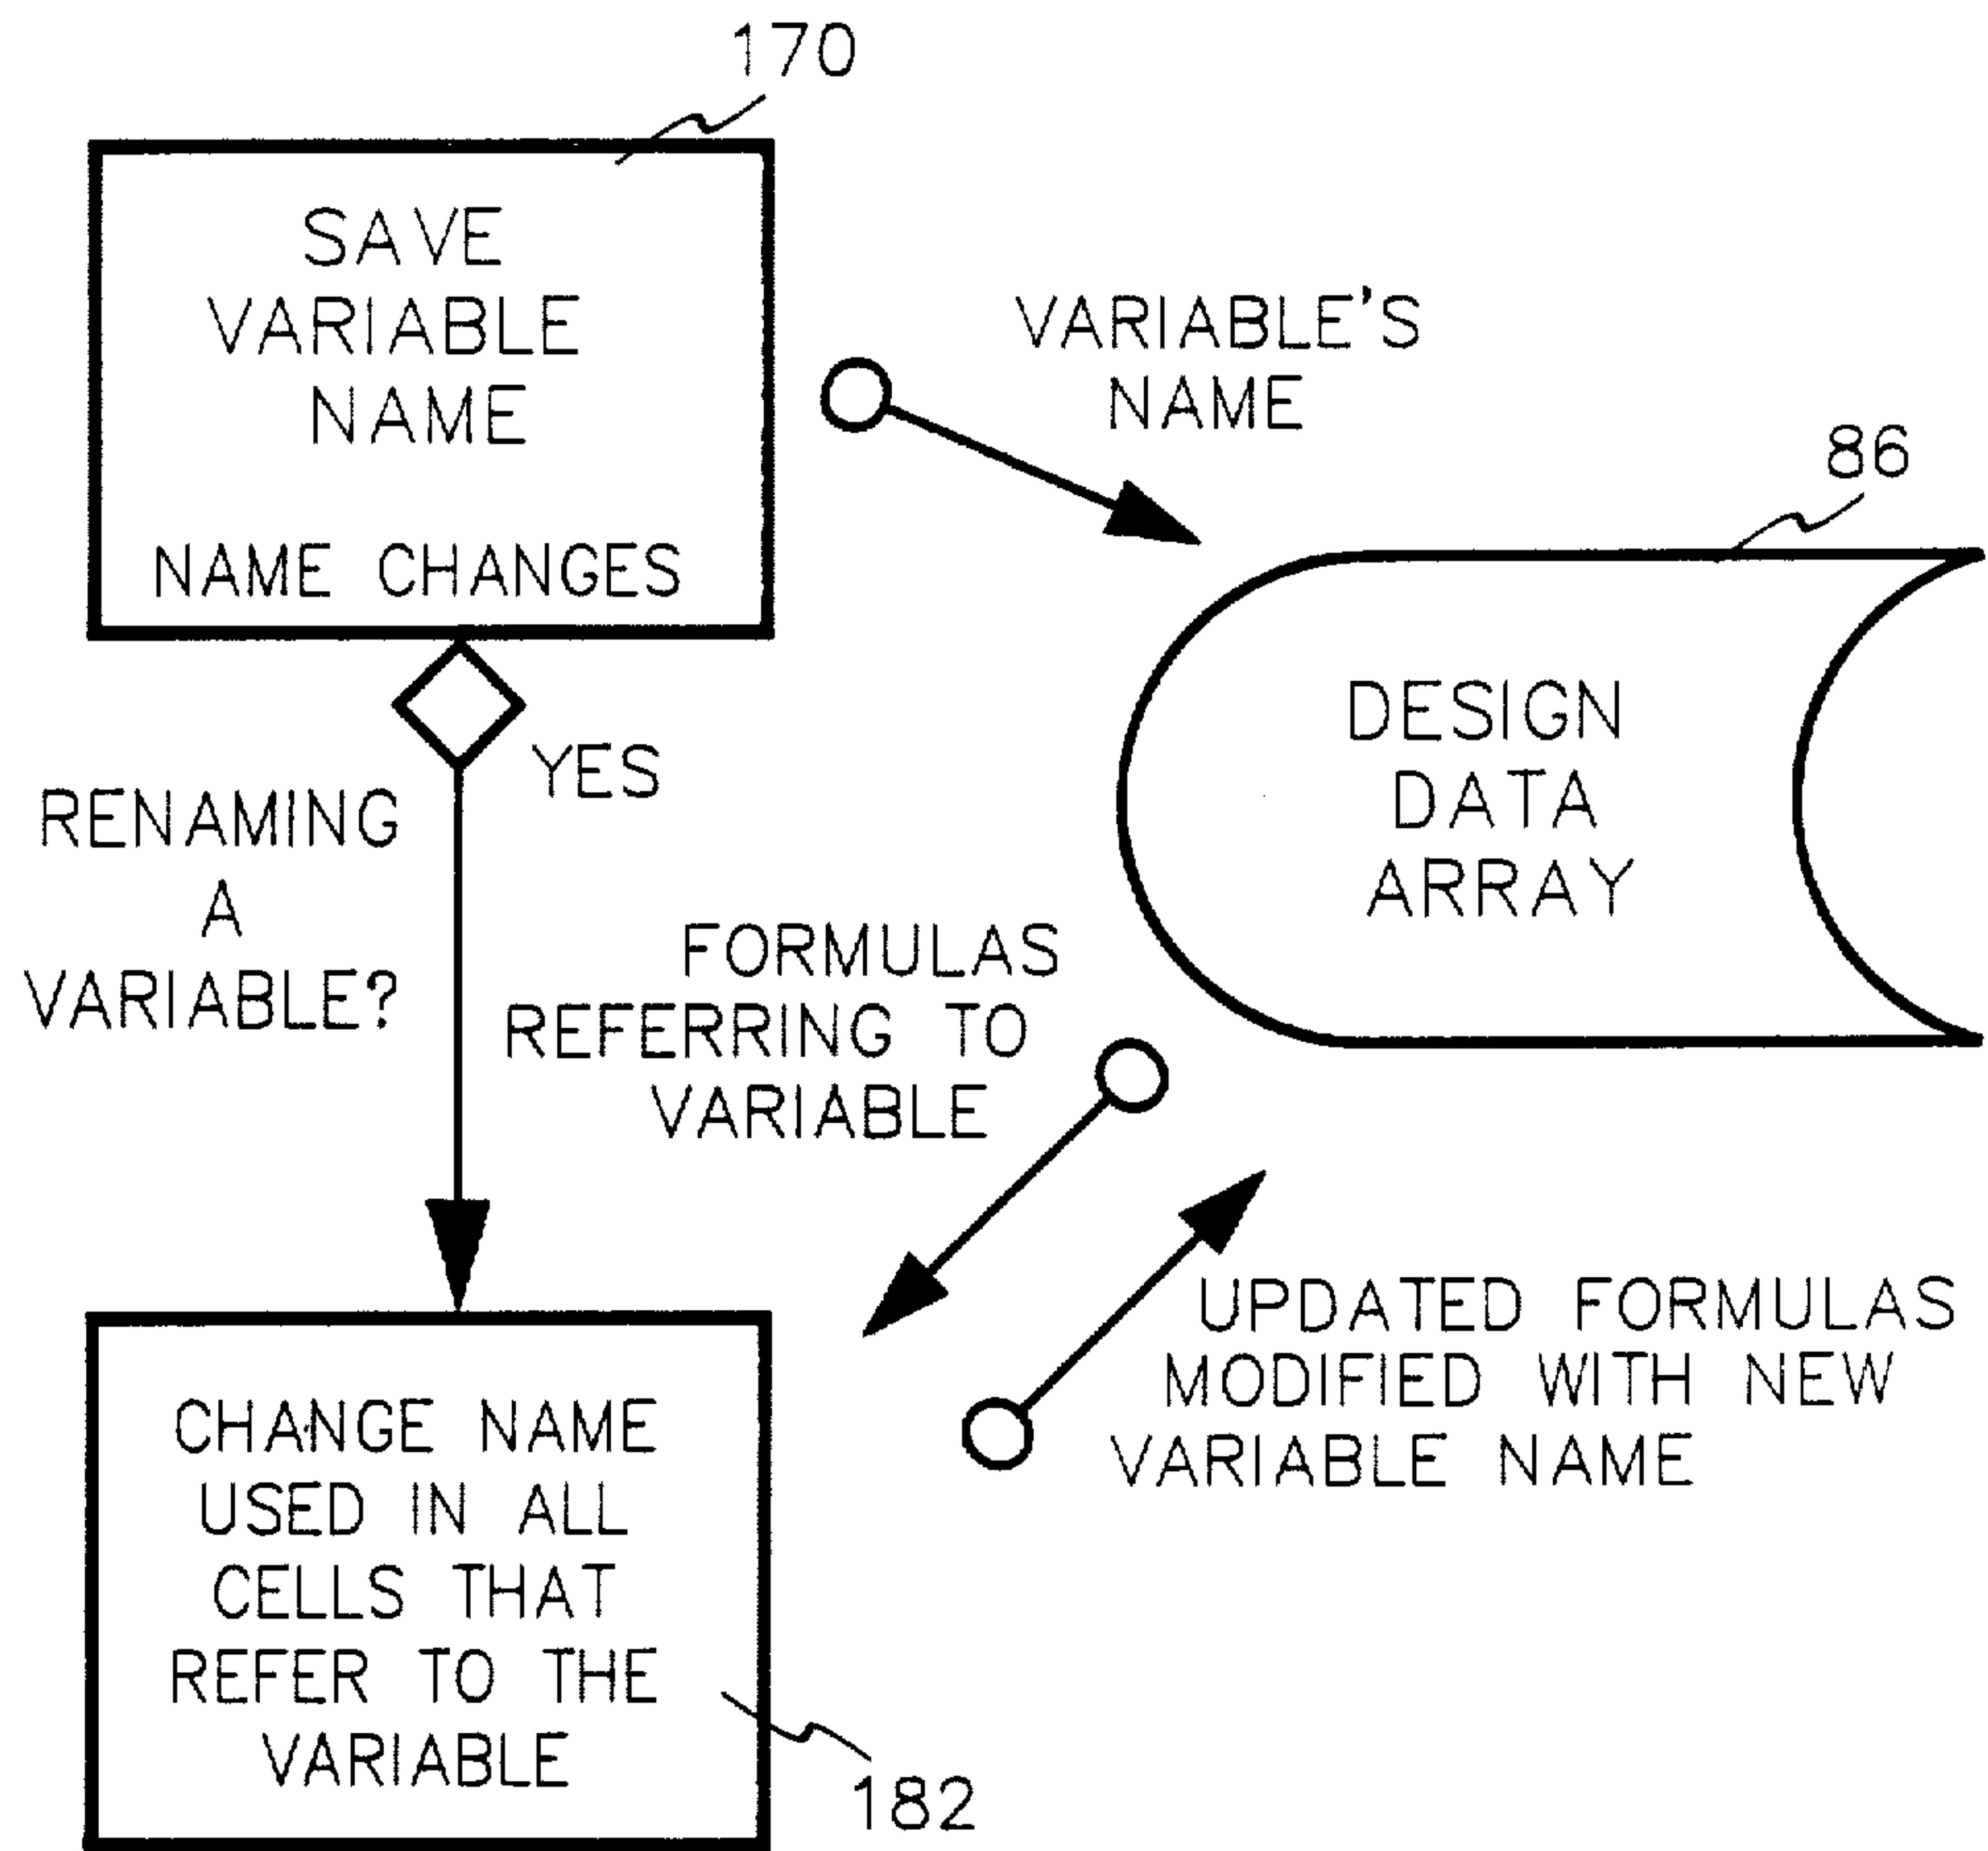 170
SAVE
VARIABLE
NAME
NAME CHANGES
VARIABLE'S
NAME
86
DESIGN
DATA
ARRAY
YES
RENAMING
A
VARIABLE?
FORMULAS
REFERRING TO
VARIABLE
UPDATED FORMULAS
MODIFIED WITH NEW
VARIABLE NAME
CHANGE NAME
USED IN ALL
CELLS THAT
REFER TO THE
VARIABLE
182